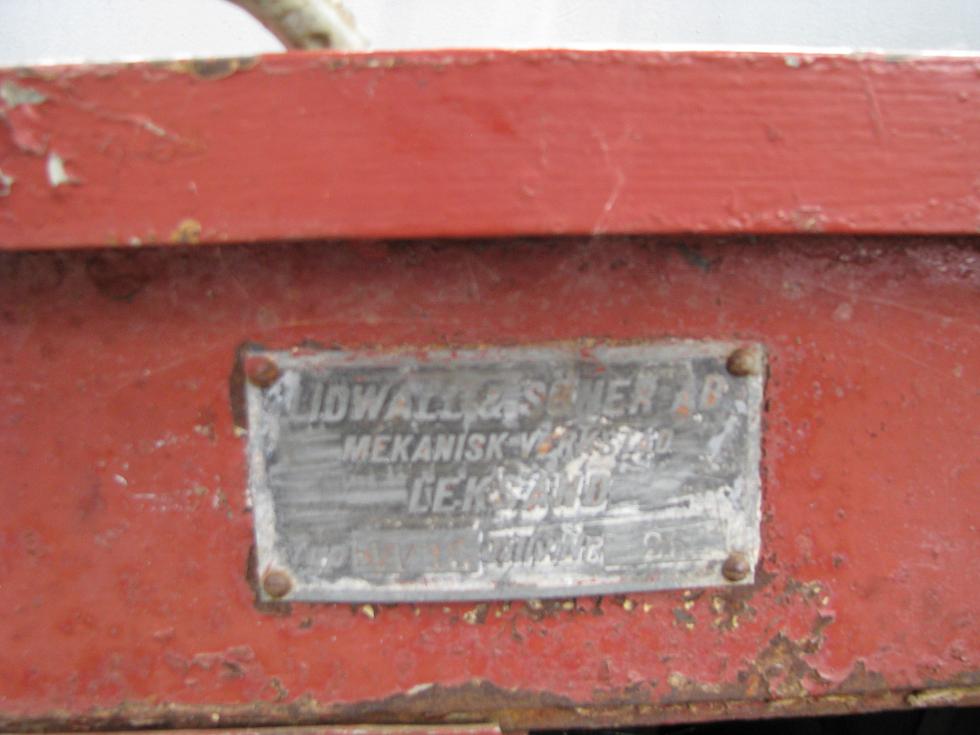 LIDWALL & SÖNER AB
MEKANISK VERKSTAD
LEKSAND